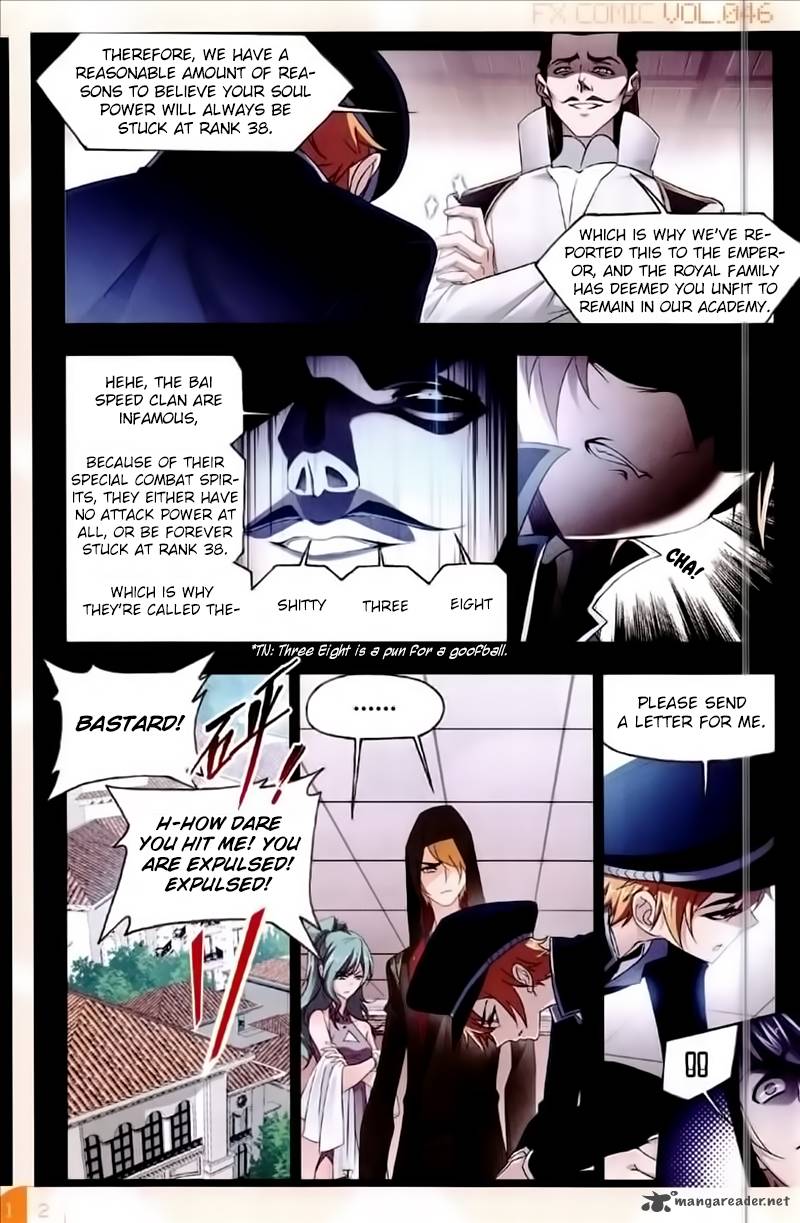 FX COMIC VOL.046
THEREFORE, WE HAVE A
REASONABLE AMOUNT OF REA-
SONS TO BELIEVE YOUR SOUL
POWER WILL ALWAYS BE
STUCK AT RANK 38.
WHICH IS WHY WE'VE RE-
PORTED THIS TO THE EMPER-
OR, AND THE ROYAL FAMILY
HAS DEEMED YOU UNFIT TO
REMAIN IN OUR ACADEMY.
HEHE, THE BAI
SPEED CLAN ARE
INFAMOUS,
BECAUSE OF THEIR
SPECIAL COMBAT SPIR-
ITS, THEY EITHER HAVE
NO ATTACK POWER AT
ALL, OR BE FOREVER
STUCK AT RANK 38.
WHICH IS WHY
THEY'RE CALLED THE-
SHITTY
THREE
EIGHT
CHA!
*TN: Three Eight is a pun for a goofball.
BASTARD!
砰!
H-HOW DARE
YOU HIT ME! YOU
ARE EXPULSED!
EXPULSED!
......
PLEASE SEND
A LETTER FOR ME.
!!
1 2
mangareader.net